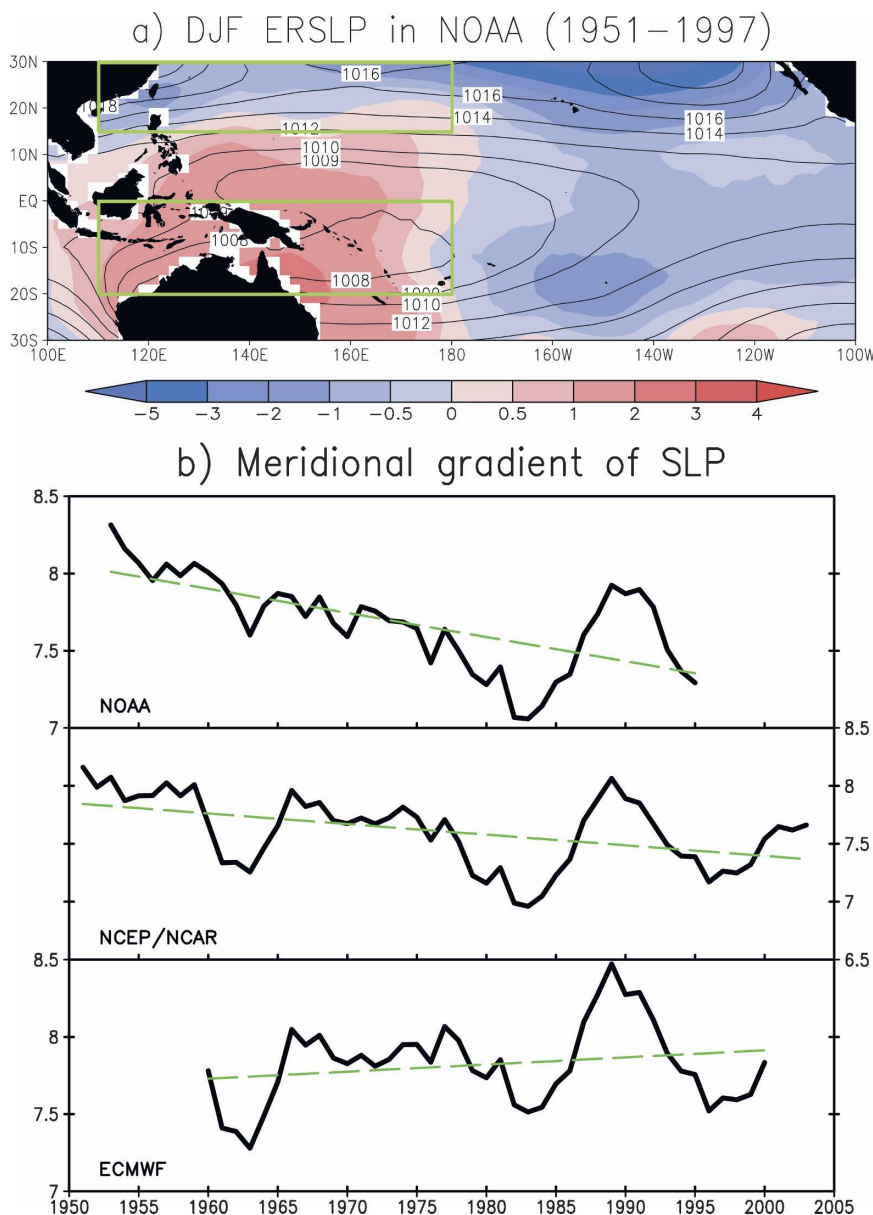 a) DJF ERSLP in NOAA (1951–1997)
30N
20N
10N
EQ
10S
20S
30S
1016
1018
1016
1014
1016
1014
1012
1010
1009
1009
1008
1008
1009
1010
1012
100E 120E 140E 160E 180 160W 140W 120W 100W
−5 −3 −2 −1 −0.5 0 0.5 1 2 3 4
b) Meridional gradient of SLP
8.5
8
7.5
7
NOAA
8.5
8
7.5
7
6.5
NCEP/NCAR
8.5
8
7.5
7
ECMWF
1950 1955 1960 1965 1970 1975 1980 1985 1990 1995 2000 2005